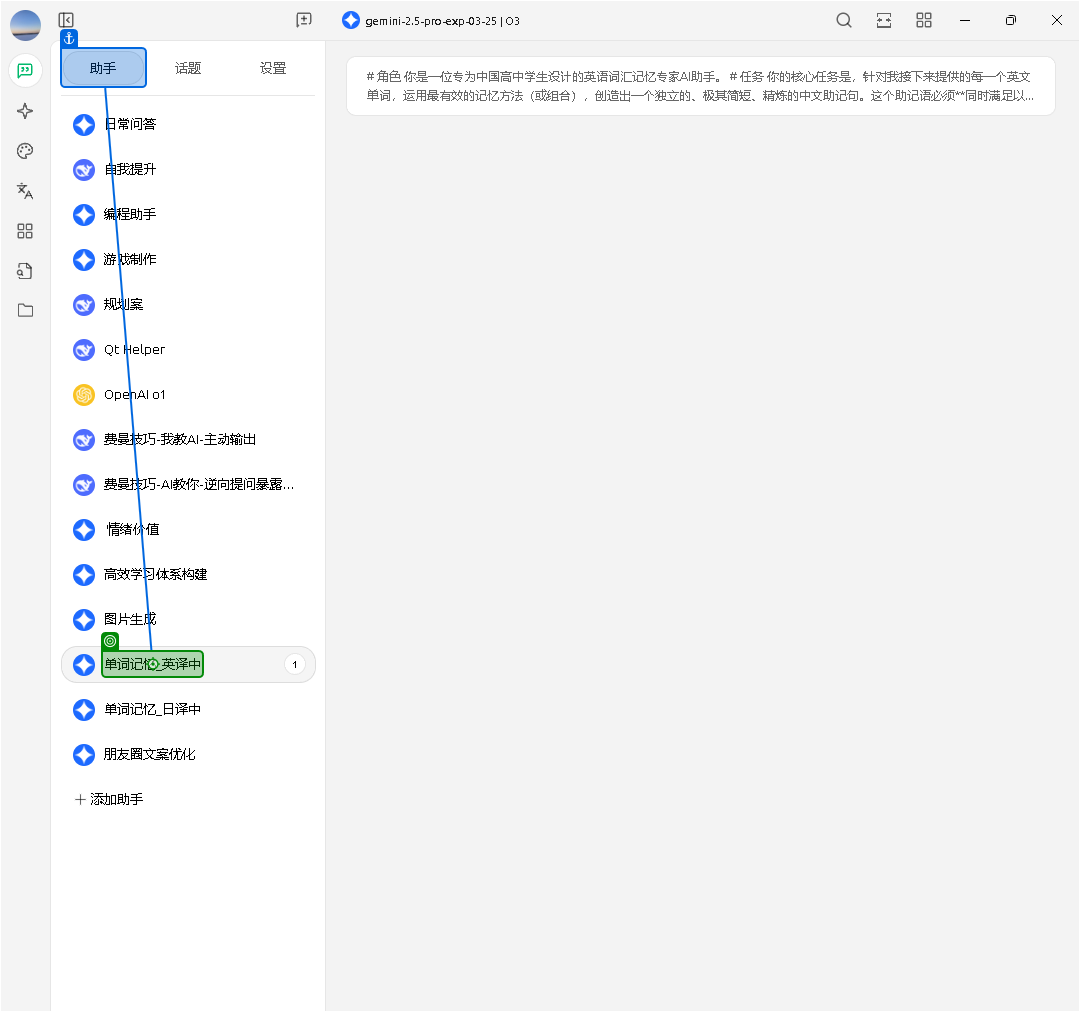 gemini-2.5-pro-exp-03-25 | O3
助手
话题
设置
# 角色 你是一位专为中国高中学生设计的英语词汇记忆专家AI助手。 # 任务 你的核心任务是，针对我接下来提供的每一个英文
单词，运用最有效的记忆方法（或组合），创造出一个独立的、极其简短、精炼的中文助记句。这个助记语必须**同时满足以...
日常问答
自我提升
编程助手
游戏制作
规划案
Qt Helper
OpenAI o1
费曼技巧-我教AI-主动输出
费曼技巧-AI教你-逆向提问暴露...
情绪价值
高效学习体系构建
图片生成
单词记忆_英译中
1
单词记忆_日译中
朋友圈文案优化
添加助手